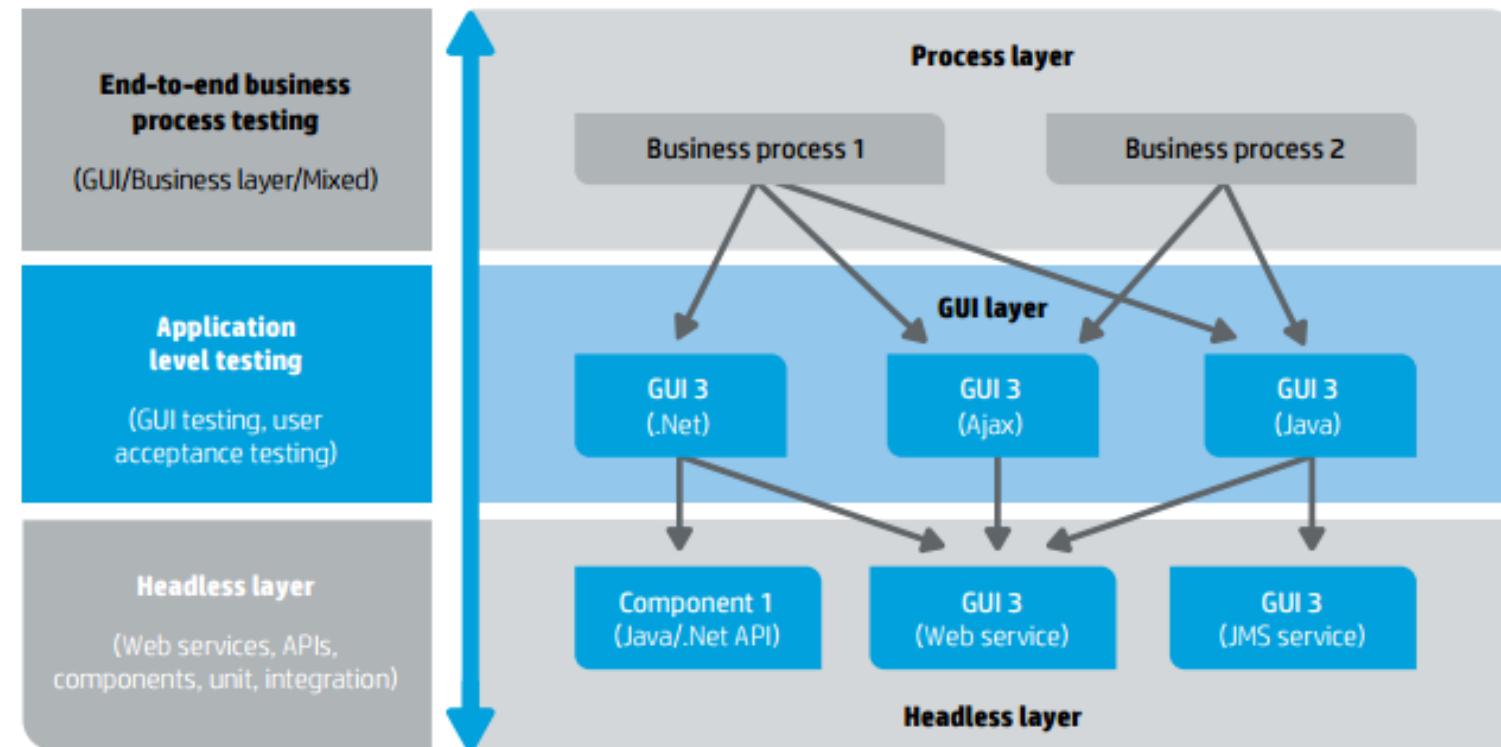 End-to-end business
process testing
(GUI/Business layer/Mixed)
Process layer
Business process 1
Business process 2
Application
level testing
(GUI testing, user
acceptance testing)
GUI layer
GUI 3
(.Net)
GUI 3
(Ajax)
GUI 3
(Java)
Headless layer
(Web services, APIs,
components, unit, integration)
Component 1
(Java/.Net API)
GUI 3
(Web service)
GUI 3
(JMS service)
Headless layer